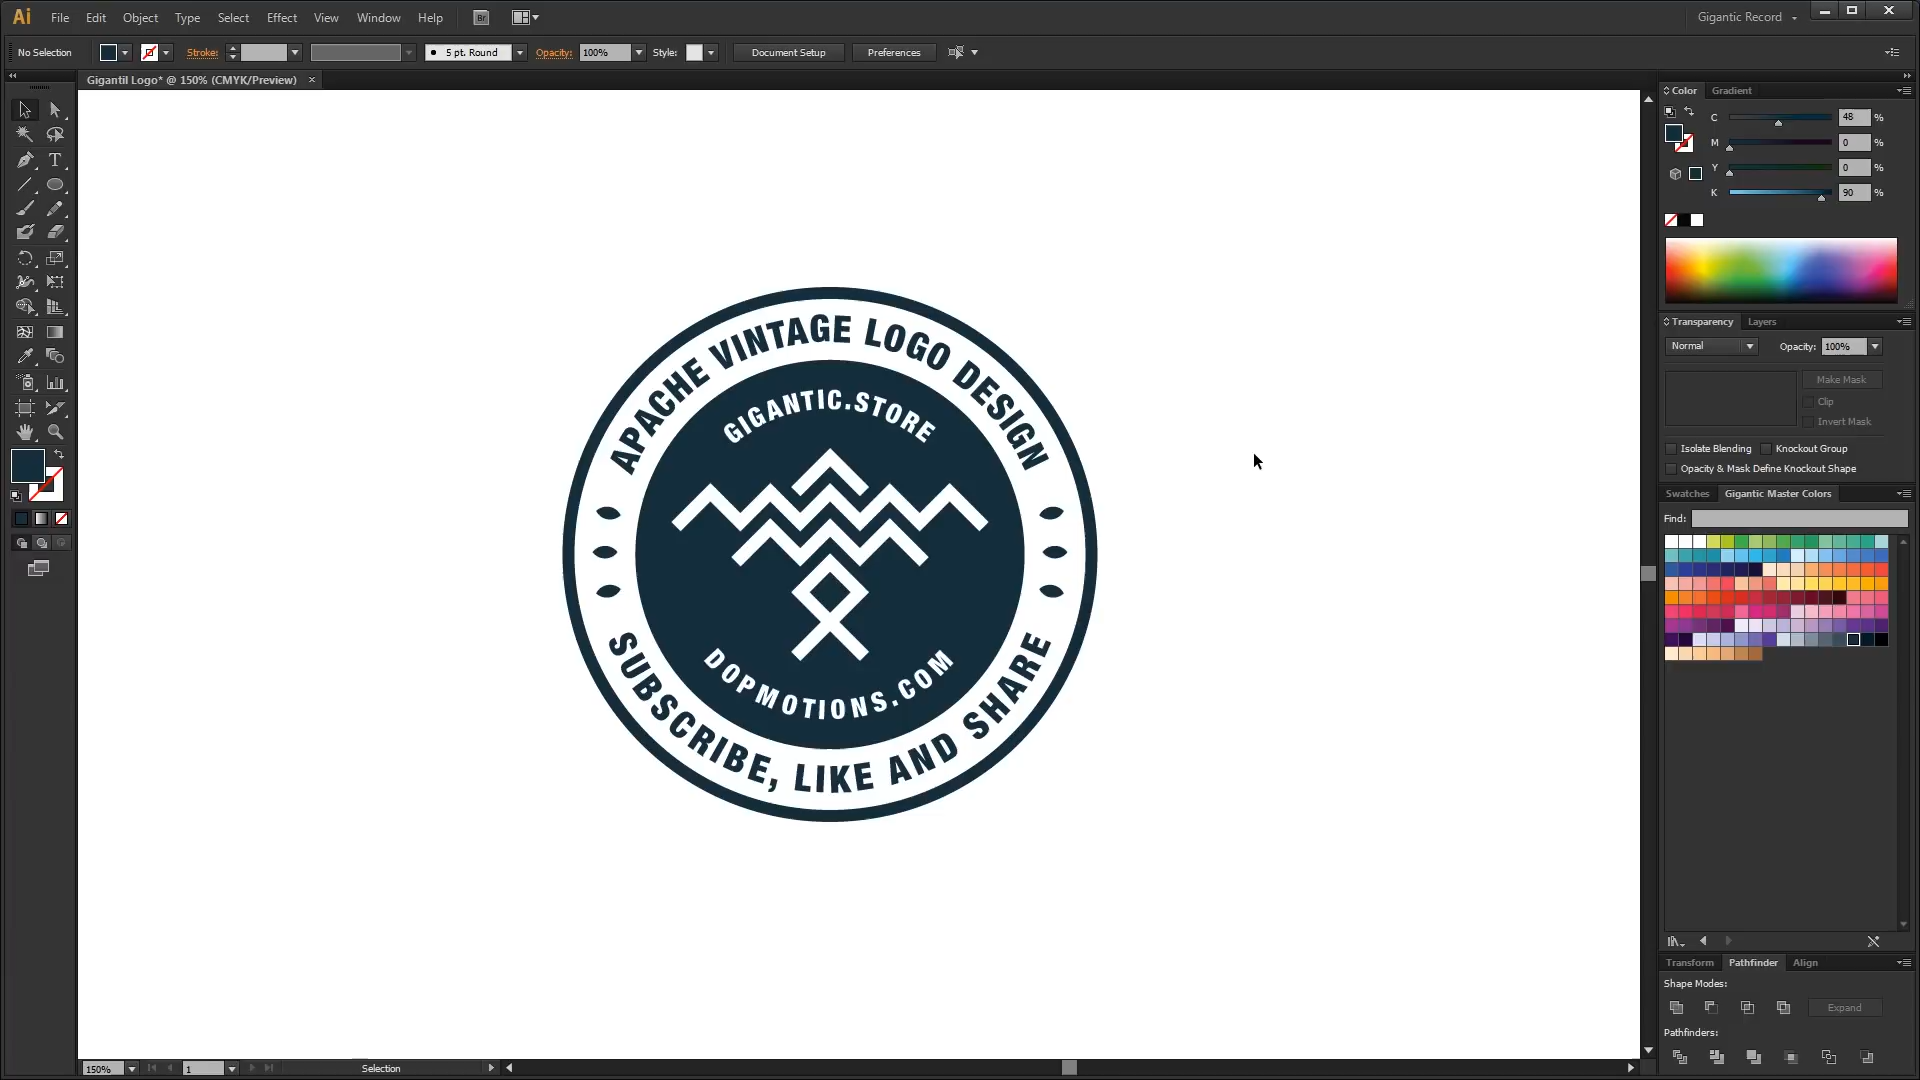 Ai File Edit Object Type Select Effect View Window Help Br Gigantic Record
No Selection Stroke: 5 pt. Round Opacity: 100% Style: Document Setup Preferences
Gigantil Logo* @ 150% (CMYK/Preview)
Color Gradient
C 48 %
M 0 %
Y 0 %
K 90 %
Transparency Layers
Normal Opacity: 100%
Make Mask
Clip
Invert Mask
Isolate Blending Knockout Group
Opacity & Mask Define Knockout Shape
Swatches Gigantic Master Colors
Find:
Transform Pathfinder Align
Shape Modes:
Expand
Pathfinders:
APACHE VINTAGE LOGO DESIGN
GIGANTIC.STORE
DOPMOTIONS.COM
SUBSCRIBE, LIKE AND SHARE
T
150% 1 Selection